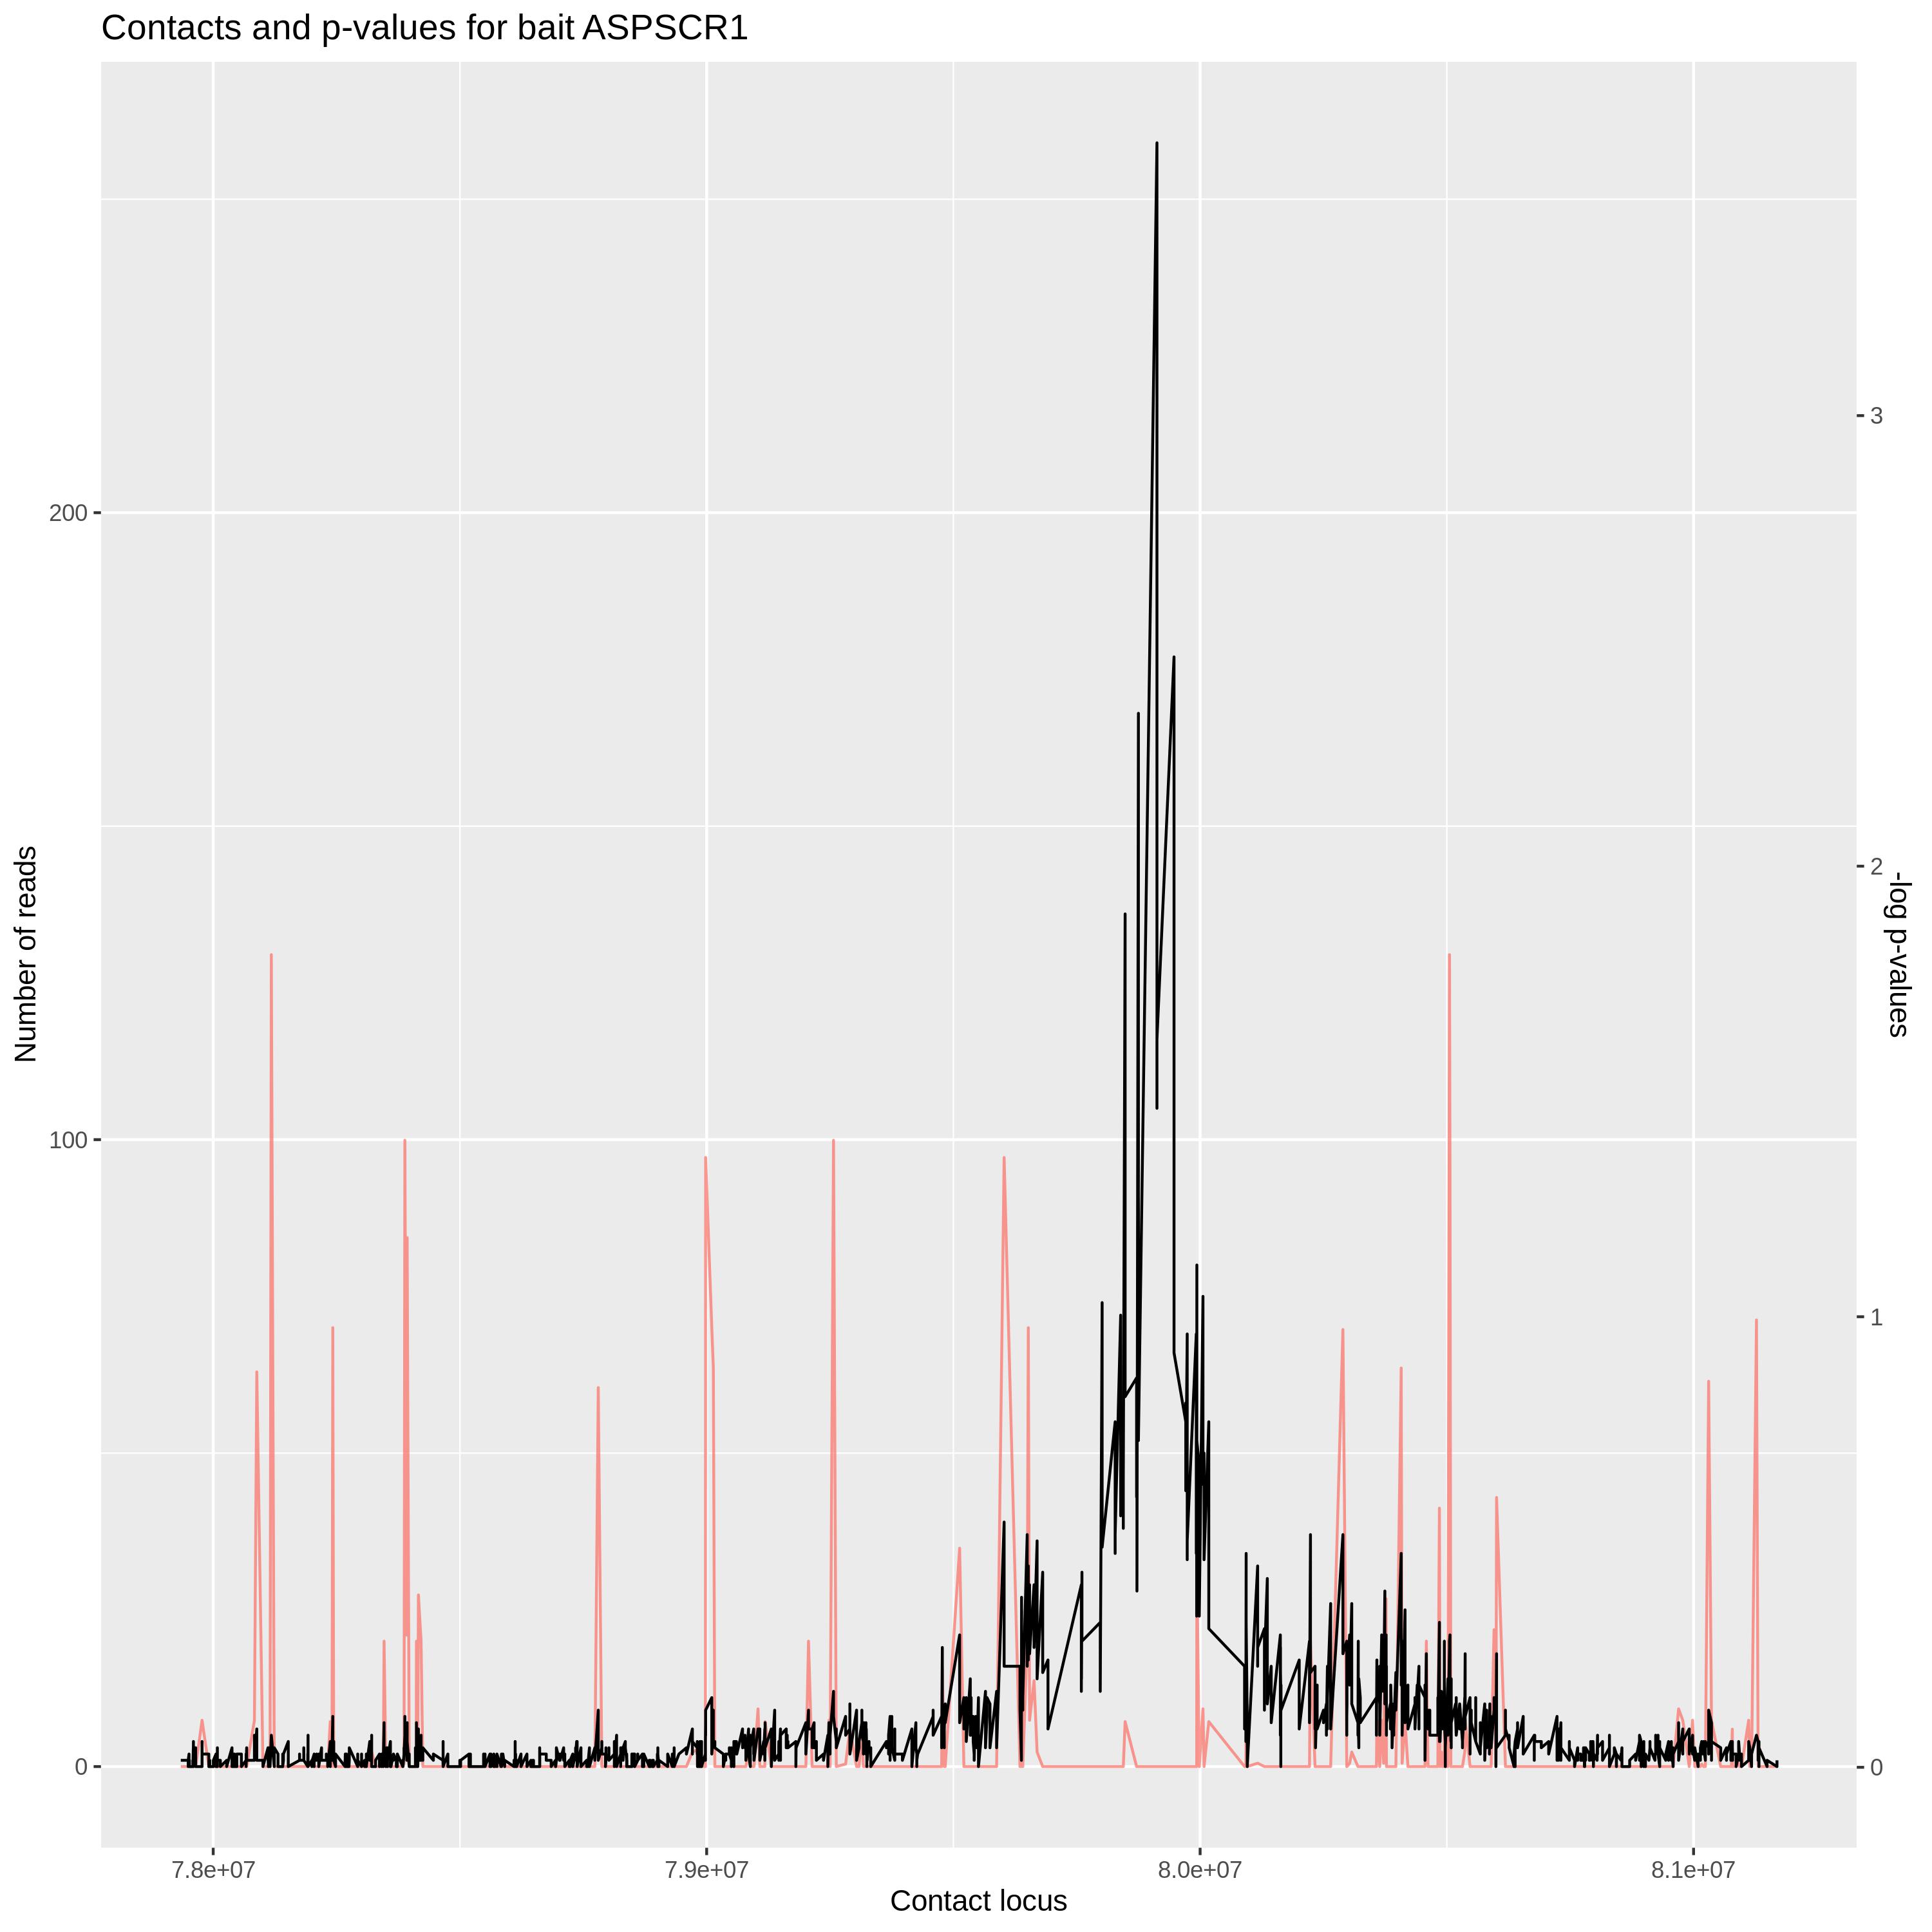 Contacts and p-values for bait ASPSCR1
Number of reads
200
100
0
3
2
1
0
-log p-values
7.8e+07
7.9e+07
8.0e+07
8.1e+07
Contact locus